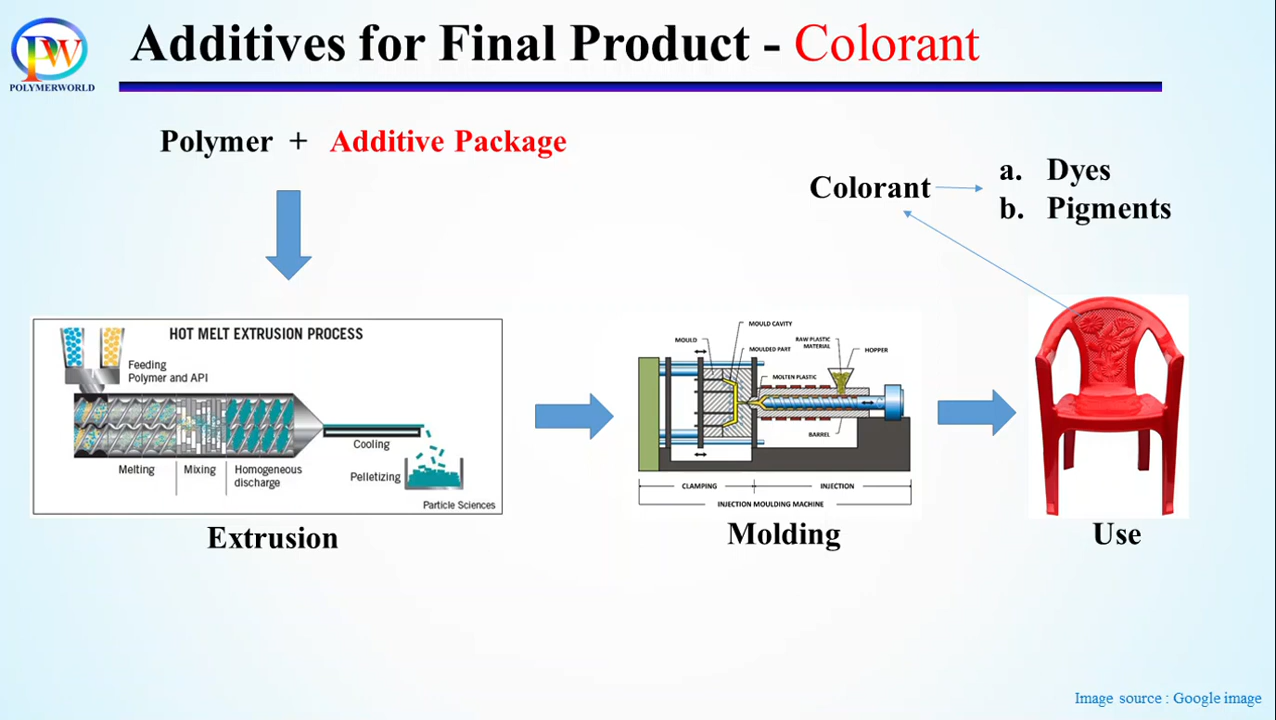 PW
POLYMERWORLD
Additives for Final Product - Colorant
Polymer + Additive Package
Colorant
a. Dyes
b. Pigments
HOT MELT EXTRUSION PROCESS
Feeding
Polymer and API
Melting
Mixing
Homogeneous
discharge
Cooling
Pelletizing
Particle Sciences
Extrusion
MOULD CAVITY
MOULD
MOULDED PART
RAW PLASTIC
MATERIAL
HOPPER
MOLTEN PLASTIC
BARREL
CLAMPING
INJECTION
INJECTION MOULDING MACHINE
Molding
Use
Image source : Google image